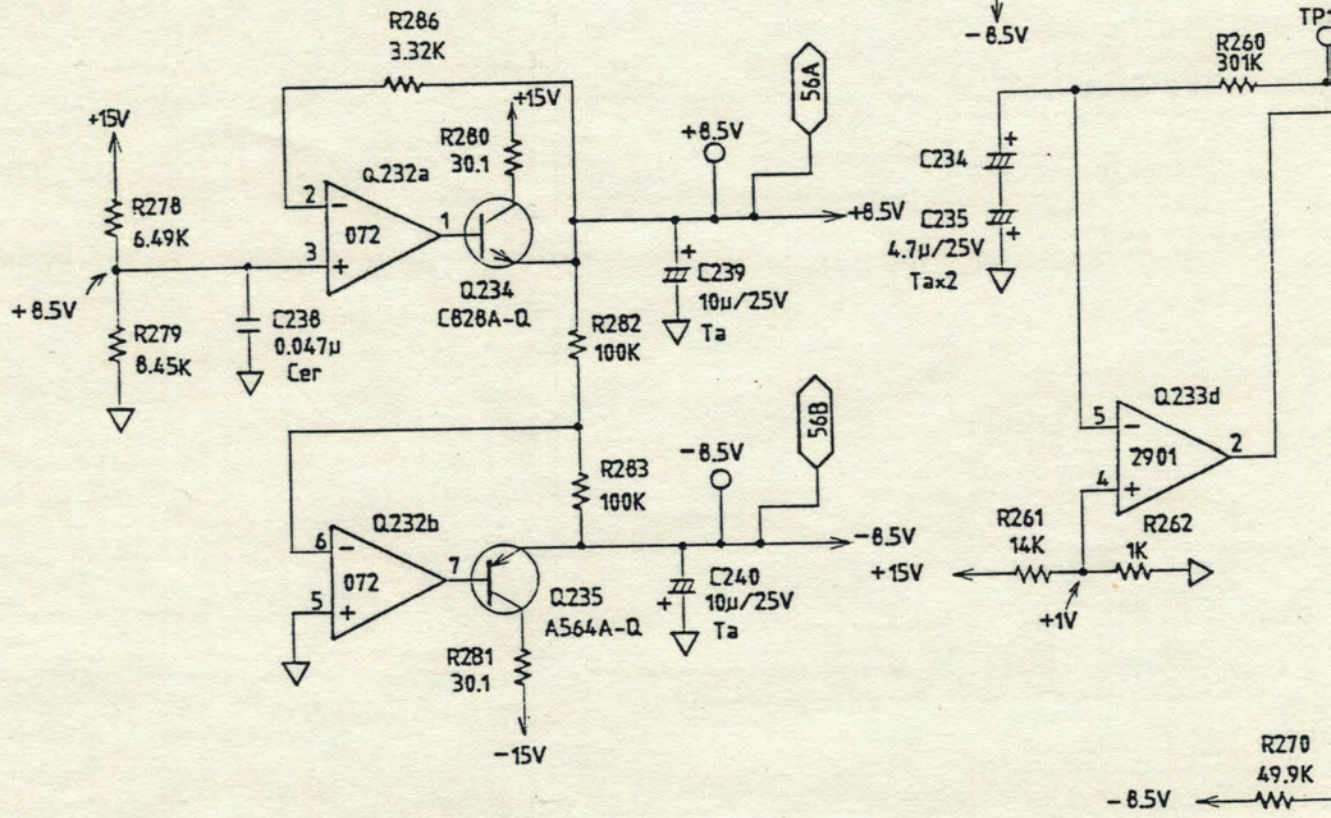 R286
3.32K
+15V
R280
30.1
+15V
Q232a
R278
6.49K
2
-
072
1
3
+
+8.5V
R279
8.45K
C238
0.047μ
Cer
Q234
C828A-Q
+8.5V
56A
+8.5V
+
C239
10μ/25V
Ta
R282
100K
R283
100K
Q232b
6
-
072
7
5
+
Q235
A564A-Q
R281
30.1
-15V
-8.5V
56B
-8.5V
C240
+
10μ/25V
Ta
-8.5V
TP1
R260
301K
+
C234
C235
+
4.7μ/25V
Tax2
Q233d
5
-
2901
2
4
+
R261
14K
R262
1K
+15V
+1V
R270
49.9K
-8.5V